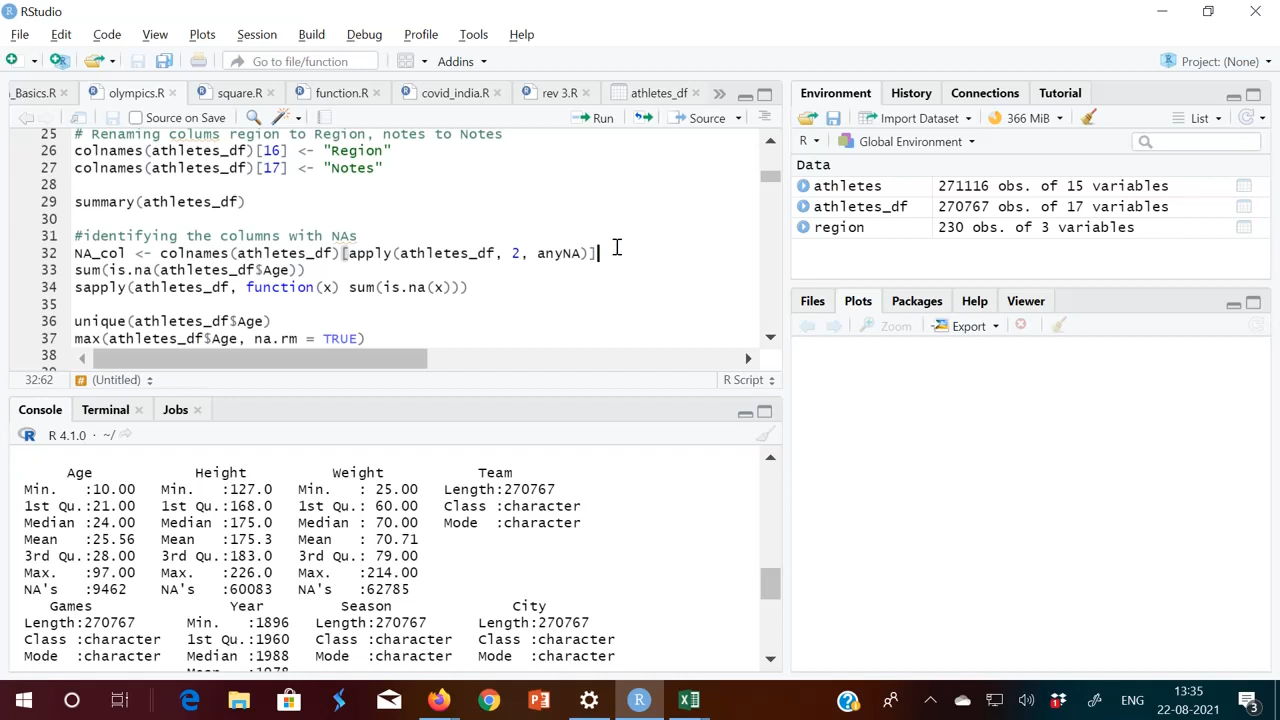 RStudio
File Edit Code View Plots Session Build Debug Profile Tools Help
Go to file/function Addins Project: (None)
_Basics.R olympics.R square.R function.R covid_india.R rev 3.R athletes_df
Source on Save Run Source
25 # Renaming colums region to Region, notes to Notes
26 colnames(athletes_df)[16] <- "Region"
27 colnames(athletes_df)[17] <- "Notes"
28
29 summary(athletes_df)
30
31 #identifying the columns with NAs
32 NA_col <- colnames(athletes_df)[apply(athletes_df, 2, anyNA)]
33 sum(is.na(athletes_df$Age))
34 sapply(athletes_df, function(x) sum(is.na(x)))
35
36 unique(athletes_df$Age)
37 max(athletes_df$Age, na.rm = TRUE)
38
32:62 # (Untitled) R Script
Console Terminal Jobs
R 4.1.0 · ~/
Age Height Weight Team
Min. :10.00 Min. :127.0 Min. : 25.00 Length:270767
1st Qu.:21.00 1st Qu.:168.0 1st Qu.: 60.00 Class :character
Median :24.00 Median :175.0 Median : 70.00 Mode :character
Mean :25.56 Mean :175.3 Mean : 70.71
3rd Qu.:28.00 3rd Qu.:183.0 3rd Qu.: 79.00
Max. :97.00 Max. :226.0 Max. :214.00
NA's :9462 NA's :60083 NA's :62785
Games Year Season City
Length:270767 Min. :1896 Length:270767 Length:270767
Class :character 1st Qu.:1960 Class :character Class :character
Mode :character Median :1988 Mode :character Mode :character
Environment History Connections Tutorial
Import Dataset 366 MiB List
R Global Environment
Data
athletes 271116 obs. of 15 variables
athletes_df 270767 obs. of 17 variables
region 230 obs. of 3 variables
Files Plots Packages Help Viewer
Zoom Export
ENG 13:35
22-08-2021 3